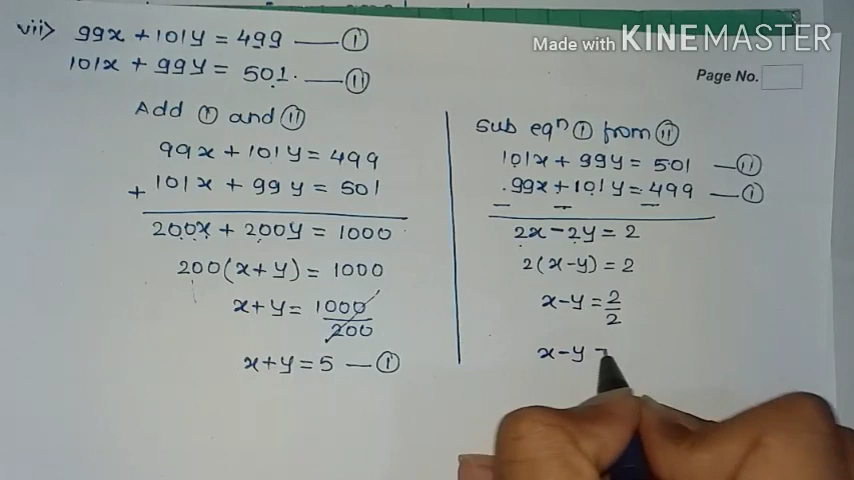 Made with KINEMASTER
Page No.
vii> 99x + 101y = 499 — Ⓘ
101x + 99y = 501. — ⓘⓘ
Add Ⓘ and ⓘⓘ
99x + 101y = 499
+ 101x + 99y = 501
200x + 200y = 1000
200(x + y) = 1000
x + y = 1000
200
x + y = 5 — Ⓘ
Sub eqⁿ Ⓘ from ⓘⓘ
101x + 99y = 501 — ⓘⓘ
99x + 101y = 499 — Ⓘ
— — —
2x − 2y = 2
2(x − y) = 2
x − y = 2
2
x − y =